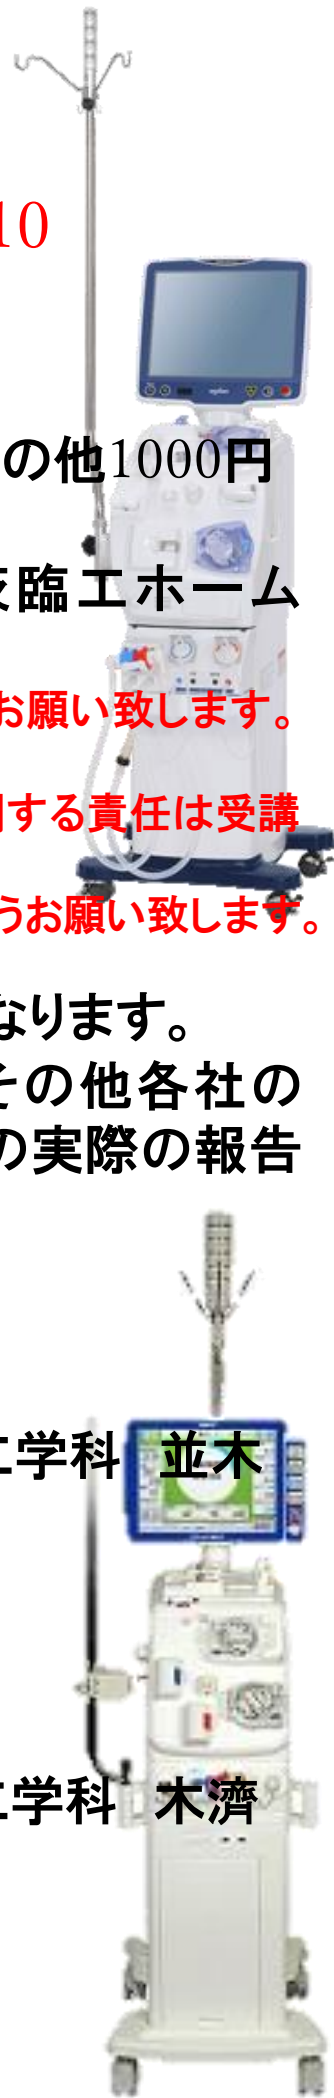 10
の他1000円
臨工ホーム
お願い致します。
する責任は受講
うお願い致します。
なります。
その他各社の
の実際の報告
工学科 並木
工学科 木濟